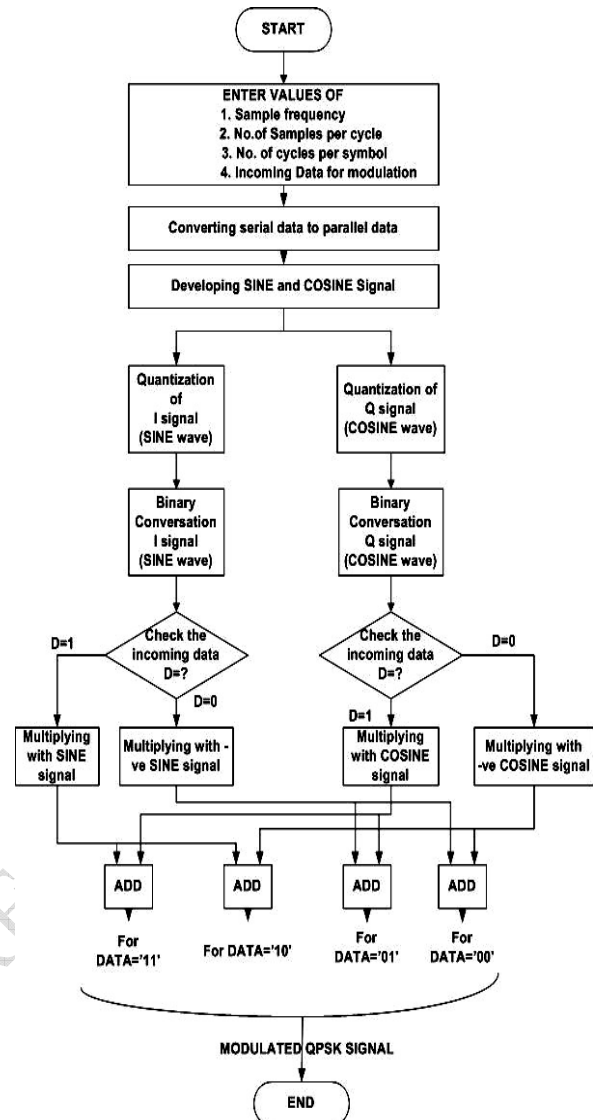 START
ENTER VALUES OF
1. Sample frequency
2. No.of Samples per cycle
3. No. of cycles per symbol
4. Incoming Data for modulation
Converting serial data to parallel data
Developing SINE and COSINE Signal
Quantization
of
I signal
(SINE wave)
Quantization of
Q signal
(COSINE wave)
Binary
Conversation
I signal
(SINE wave)
Binary
Conversation
Q signal
(COSINE wave)
D=1
Check the
incoming data
D=?
D=0
Check the
incoming data
D=?
D=0
D=1
Multiplying
with SINE
signal
Multiplying with -
ve SINE signal
Multiplying
with COSINE
signal
Multiplying with
-ve COSINE signal
ADD
ADD
ADD
ADD
For
DATA='11'
For DATA='10'
For
DATA='01'
For
DATA='00'
MODULATED QPSK SIGNAL
END